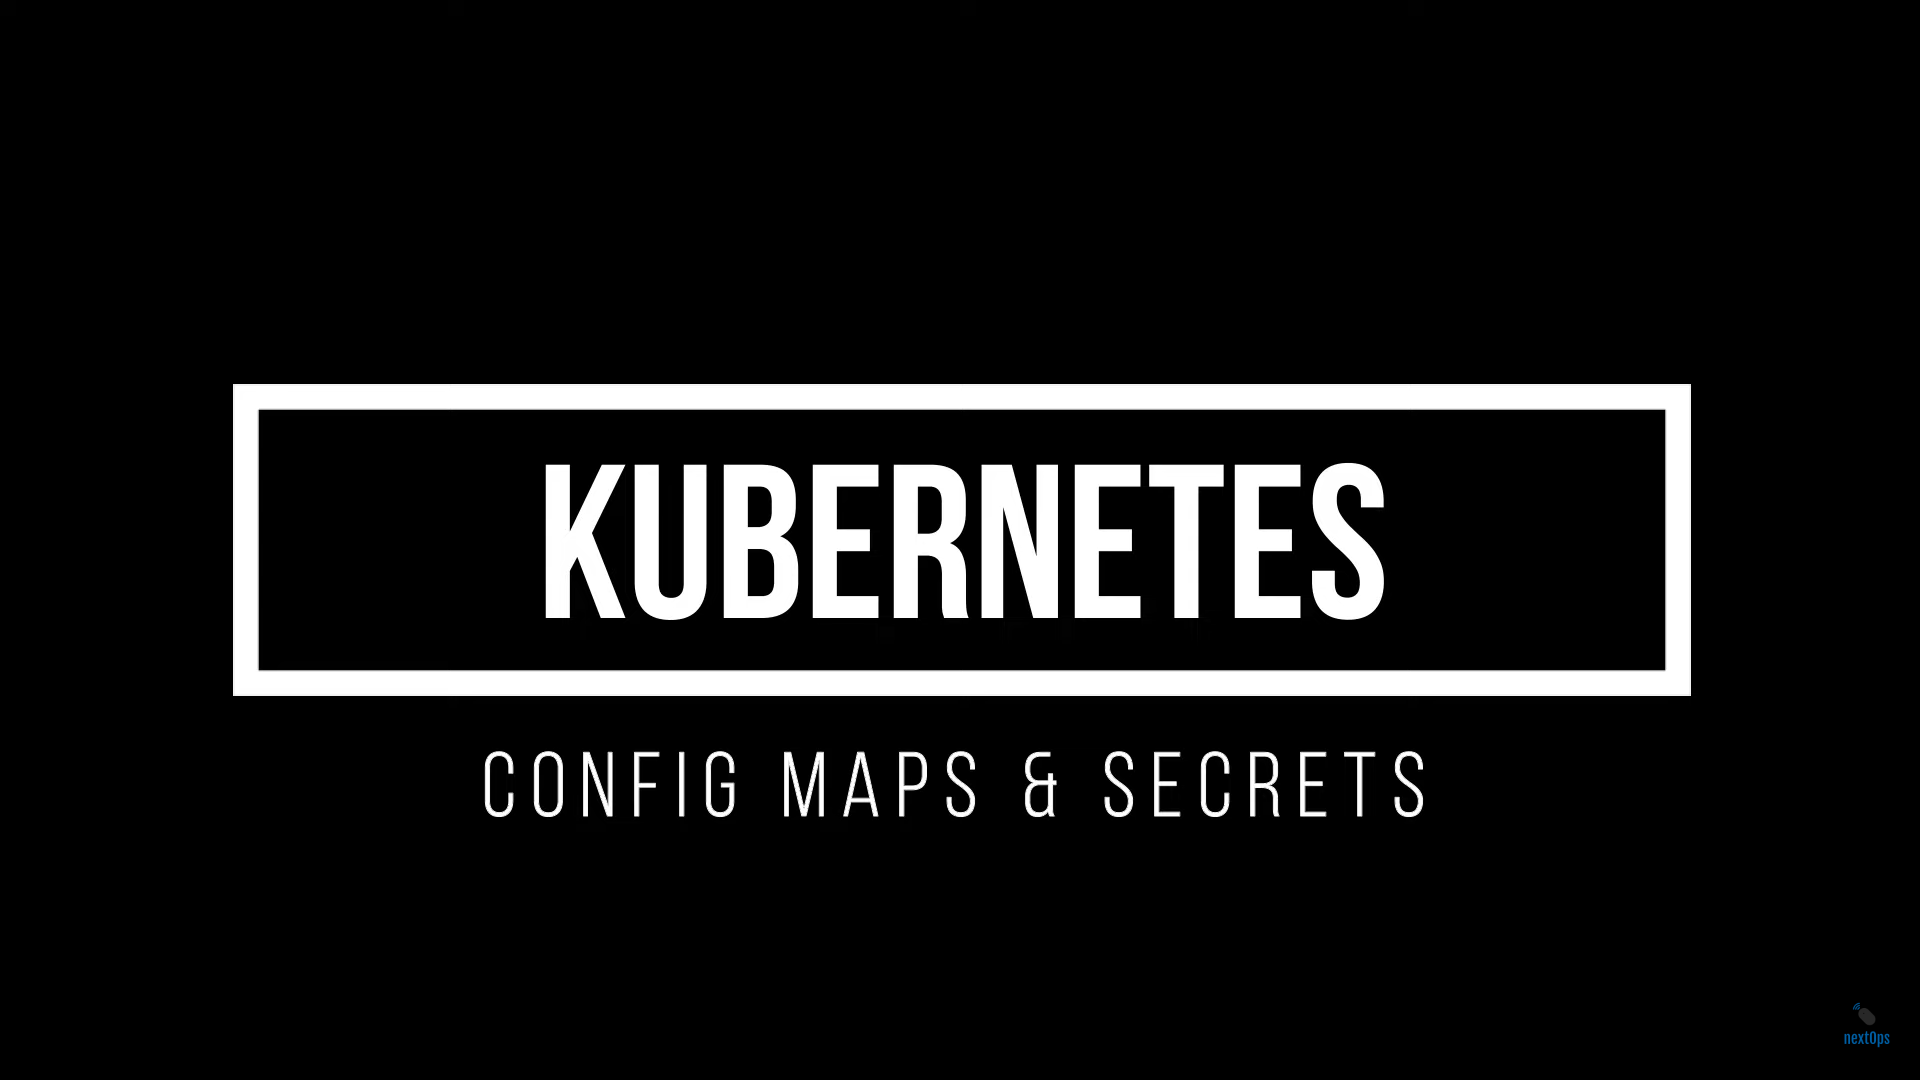 KUBERNETES
CONFIG MAPS & SECRETS
nextOps